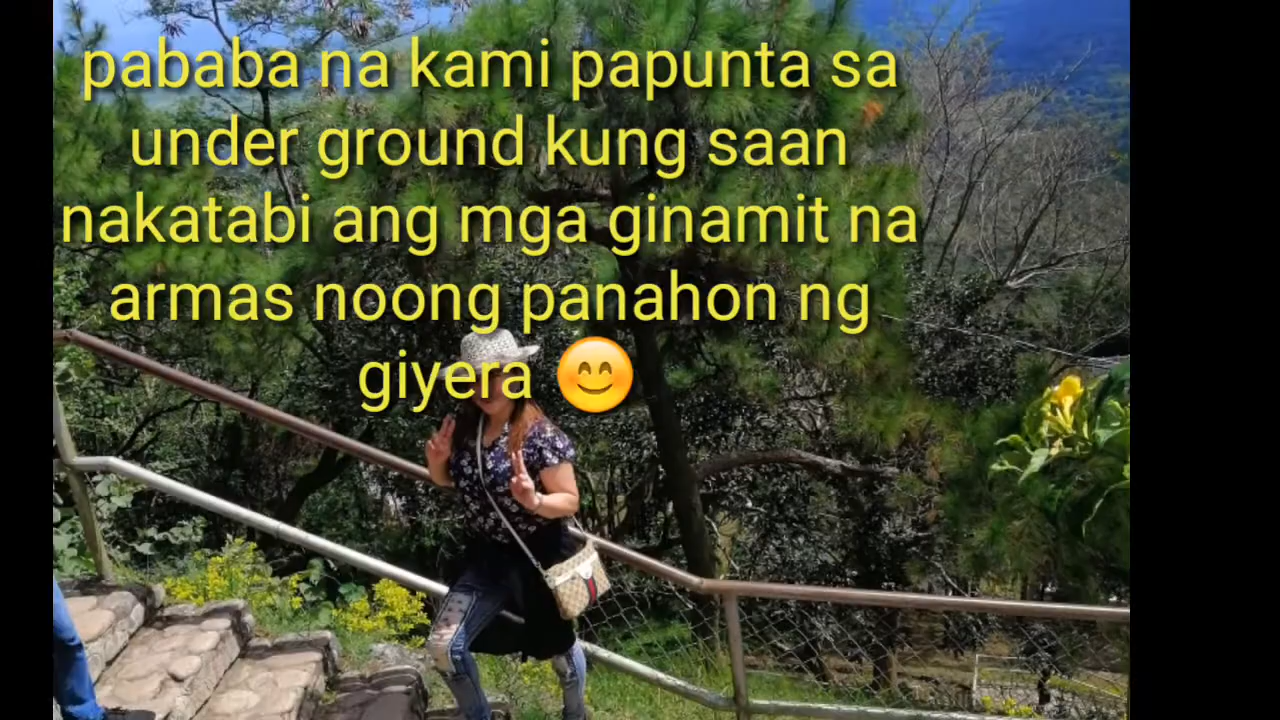 pababa na kami papunta sa
under ground kung saan
nakatabi ang mga ginamit na
armas noong panahon ng
giyera 😊